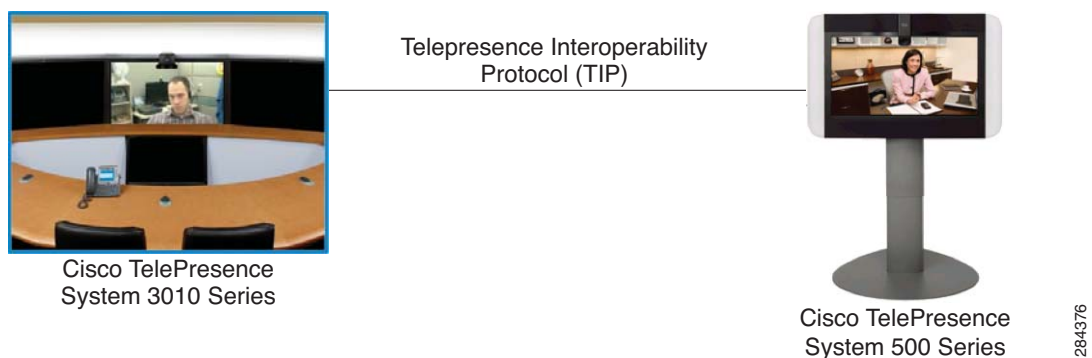 Telepresence Interoperability
Protocol (TIP)
Cisco TelePresence
System 3010 Series
Cisco TelePresence
System 500 Series
284376